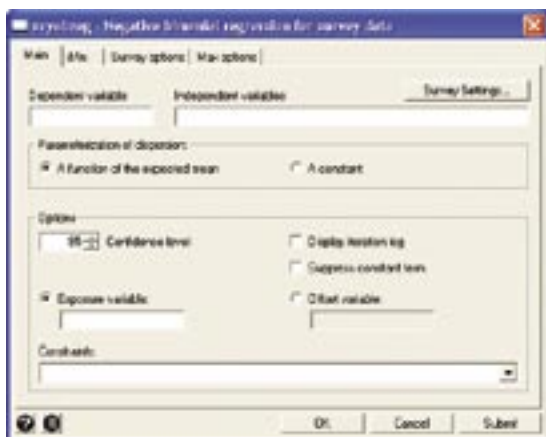 svynbreg - Negative binomial regression for survey data
Main if/in Survey options Max options
Dependent variable Independent variables Survey Settings...
Parameterization of dispersion:
A function of the expected mean A constant
Options
95 Confidence level Display iteration log
Suppress constant term
Exposure variable: Offset variable:
Constraints:
OK Cancel Submit